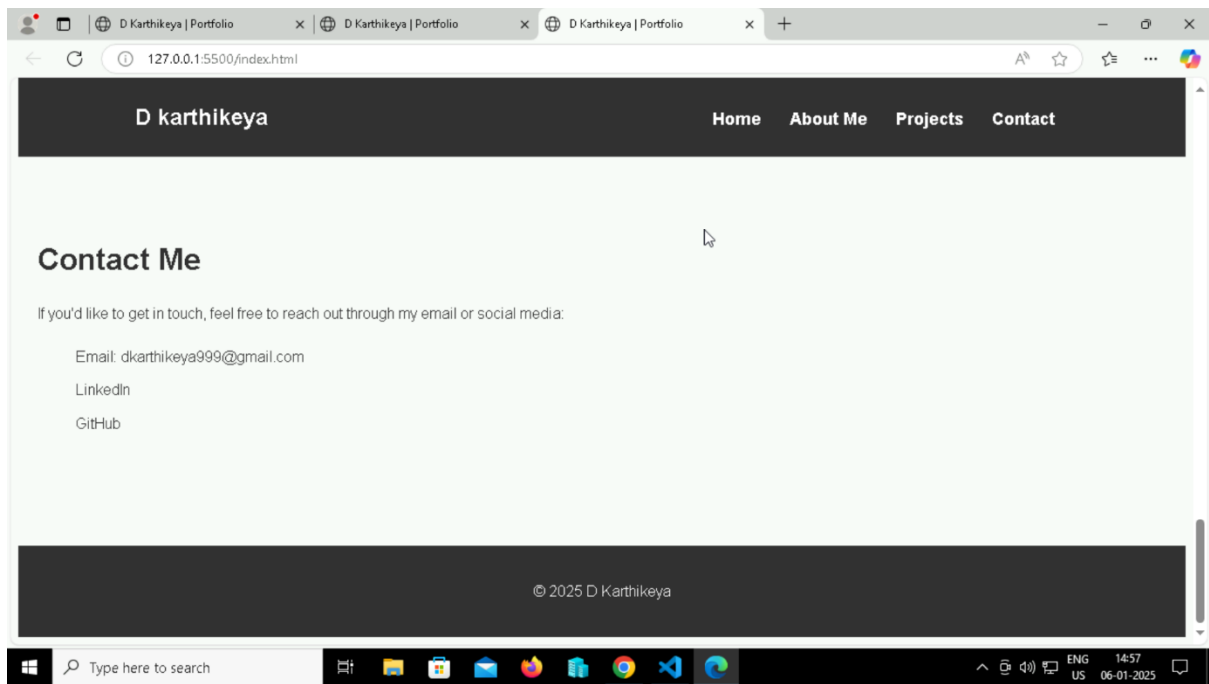 D Karthikeya | Portfolio D Karthikeya | Portfolio D Karthikeya | Portfolio
127.0.0.1:5500/index.html
D karthikeya Home About Me Projects Contact
Contact Me
If you'd like to get in touch, feel free to reach out through my email or social media:
Email: dkarthikeya999@gmail.com
LinkedIn
GitHub
© 2025 D Karthikeya
Type here to search ENG 14:57
US 06-01-2025